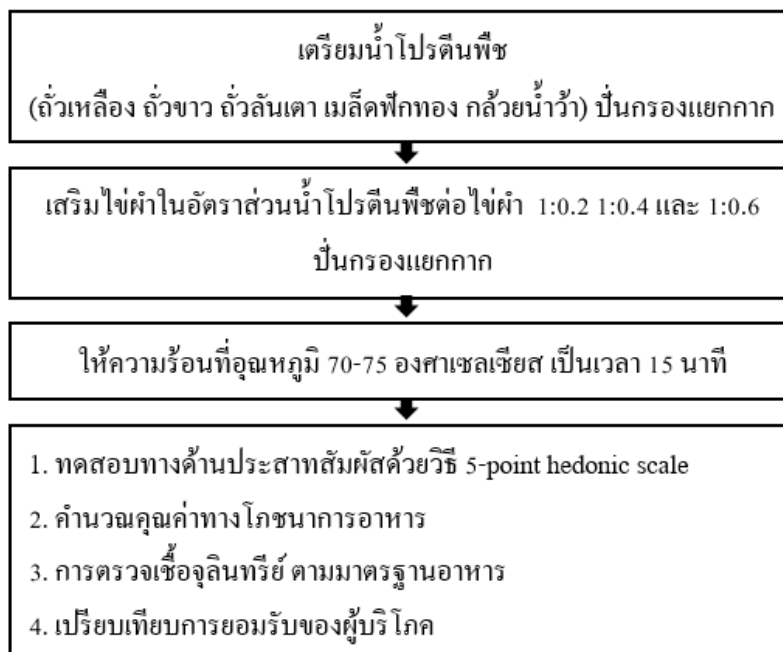 เตรียมน้ำโปรตีนพืช
(ถั่วเหลือง ถั่วขาว ถั่วลันเตา เมล็ดฟักทอง กล้วยน้ำว้า) ปั่นกรองแยกกาก
เสริมไข่ผำในอัตราส่วนน้ำโปรตีนพืชต่อไข่ผำ 1:0.2 1:0.4 และ 1:0.6
ปั่นกรองแยกกาก
ให้ความร้อนที่อุณหภูมิ 70-75 องศาเซลเซียส เป็นเวลา 15 นาที
1. ทดสอบทางด้านประสาทสัมผัสด้วยวิธี 5-point hedonic scale
2. คำนวณคุณค่าทางโภชนาการอาหาร
3. การตรวจเชื้อจุลินทรีย์ ตามมาตรฐานอาหาร
4. เปรียบเทียบการยอมรับของผู้บริโภค